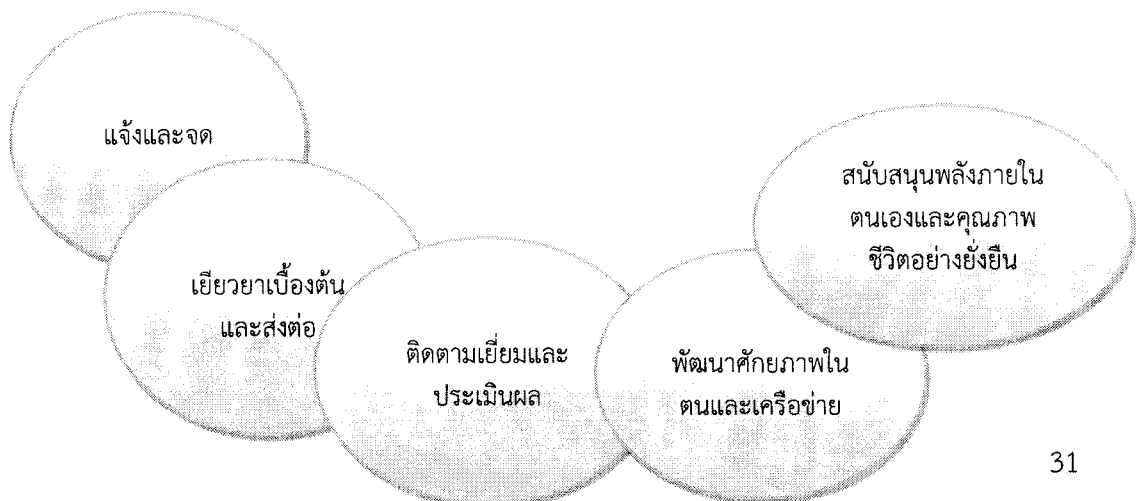 แจ้งและจด
เยียวยาเบื้องต้น
และส่งต่อ
ติดตามเยี่ยมและ
ประเมินผล
พัฒนาศักยภาพใน
ตนและเครือข่าย
สนับสนุนพลังภายใน
ตนเองและคุณภาพ
ชีวิตอย่างยั่งยืน
31